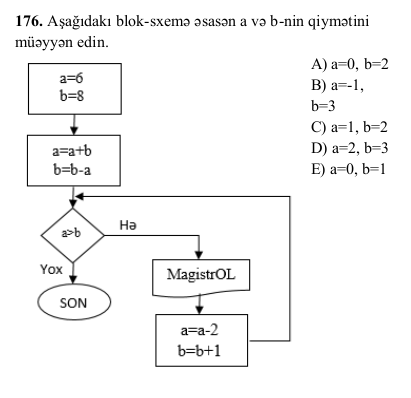 176. Aşağıdakı blok-sxemə əsasən a və b-nin qiymətini
müəyyən edin.
A) a=0, b=2
B) a=-1,
b=3
C) a=1, b=2
D) a=2, b=3
E) a=0, b=1
a=6
b=8
a=a+b
b=b-a
a>b
Hə
Yox
MagistrOL
SON
a=a-2
b=b+1